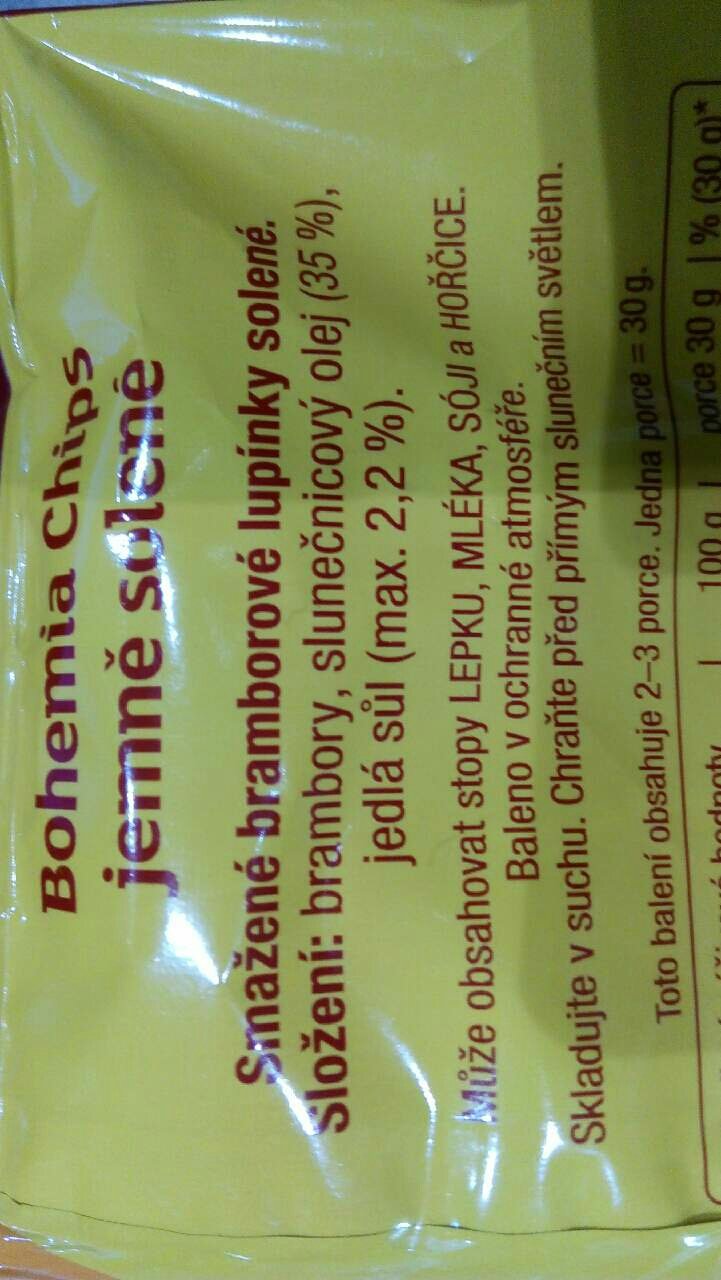 Bohemia Chips
jemně solené
Smažené bramborové lupínky solené.
Složení: brambory, slunečnicový olej (35 %),
jedlá sůl (max. 2,2 %).
Může obsahovat stopy LEPKU, MLÉKA, SÓJI a HOŘČICE.
Baleno v ochranné atmosféře.
Skladujte v suchu. Chraňte před přímým slunečním světlem.
Toto balení obsahuje 2–3 porce. Jedna porce = 30 g.
100 g | porce 30 g | % (30 g)*